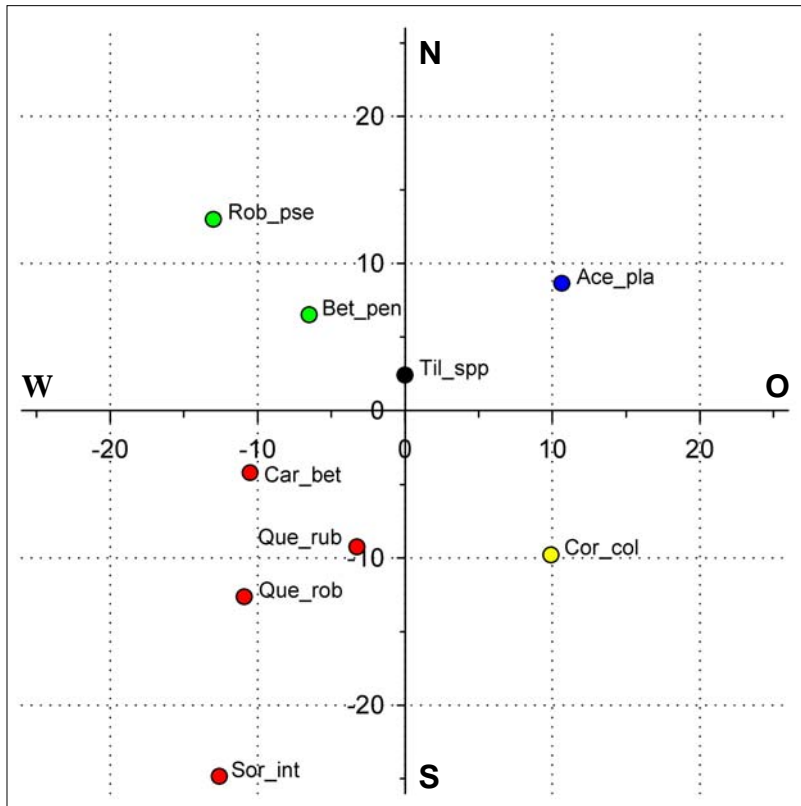 N
20
Rob_pse
10
Ace_pla
Bet_pen
Til_spp
W
0
O
-20
-10
0
10
20
Car_bet
Que_rub
-10
Cor_col
Que_rob
-20
Sor_int
S